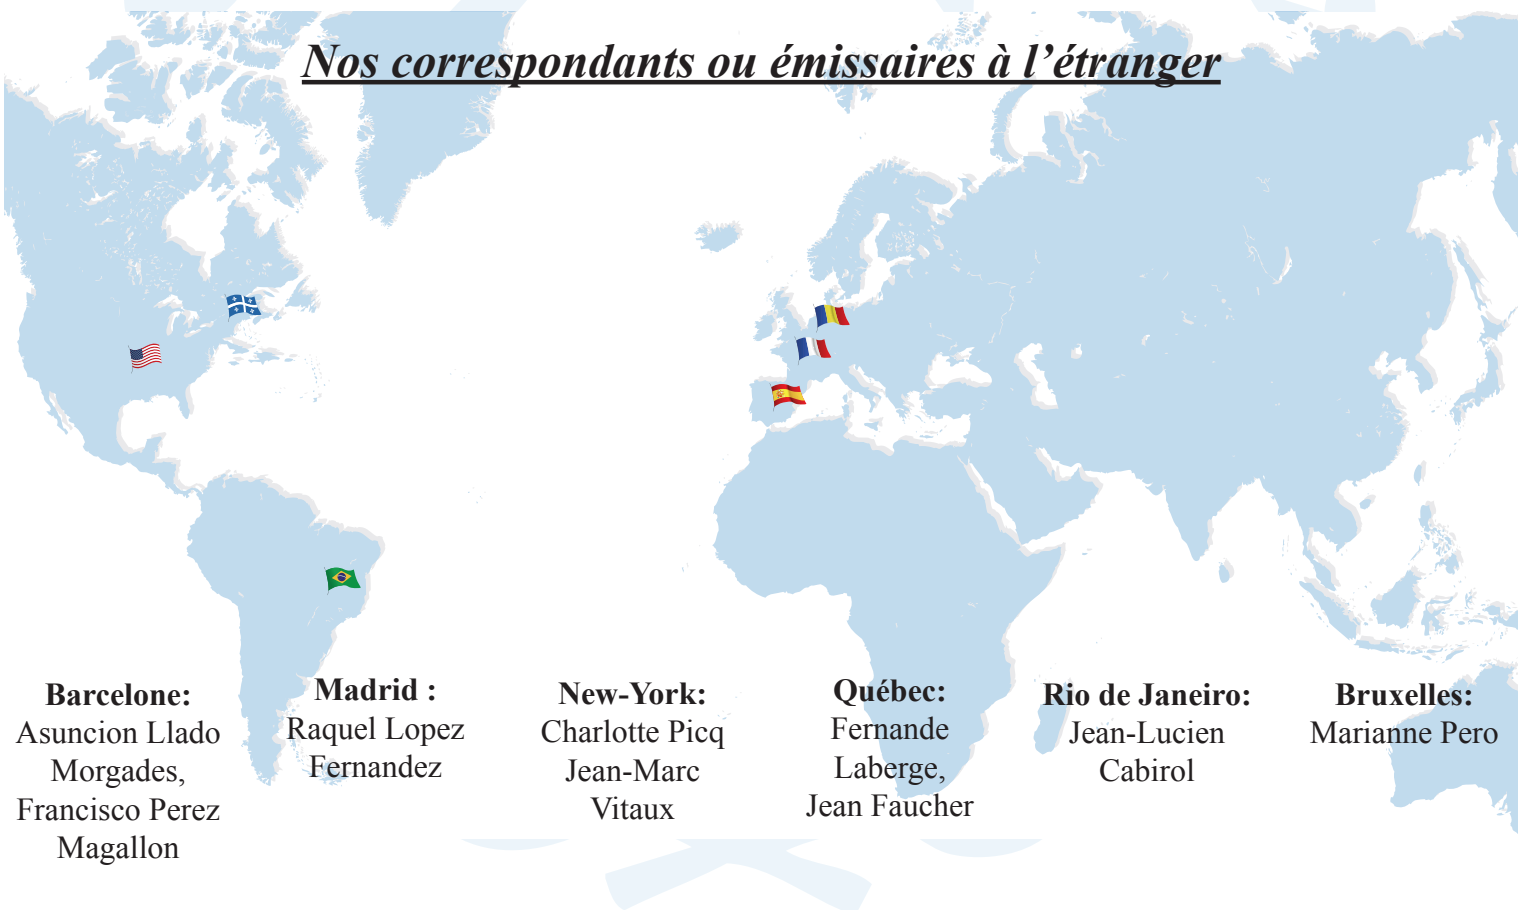 Nos correspondants ou émissaires à l’étranger
Barcelone:
Asuncion Llado
Morgades,
Francisco Perez
Magallon
Madrid :
Raquel Lopez
Fernandez
New-York:
Charlotte Picq
Jean-Marc
Vitaux
Québec:
Fernande
Laberge,
Jean Faucher
Rio de Janeiro:
Jean-Lucien
Cabirol
Bruxelles:
Marianne Pero